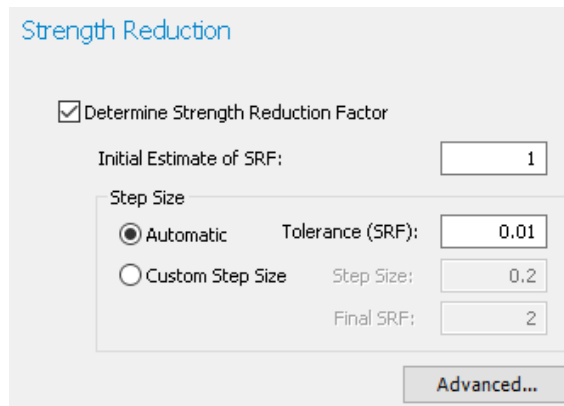 Strength Reduction
Determine Strength Reduction Factor
Initial Estimate of SRF: 1
Step Size
Automatic Tolerance (SRF): 0.01
Custom Step Size Step Size: 0.2
Final SRF: 2
Advanced...